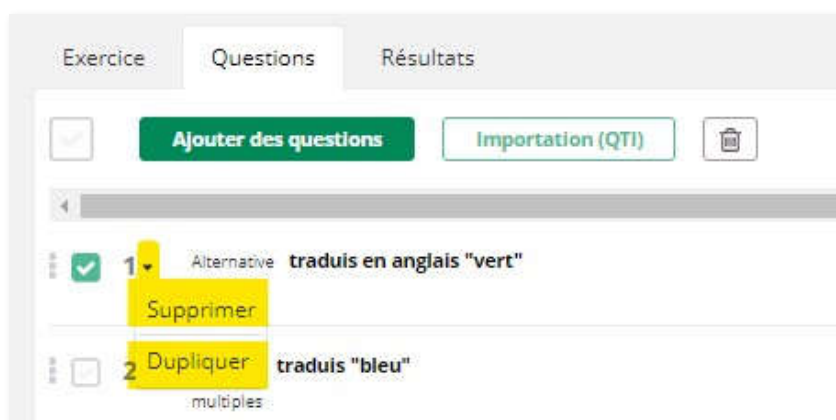 Exercice Questions Résultats
Ajouter des questions Importation (QTI)
1 Alternative traduis en anglais "vert"
Supprimer
2 Dupliquer traduis "bleu"
multiples